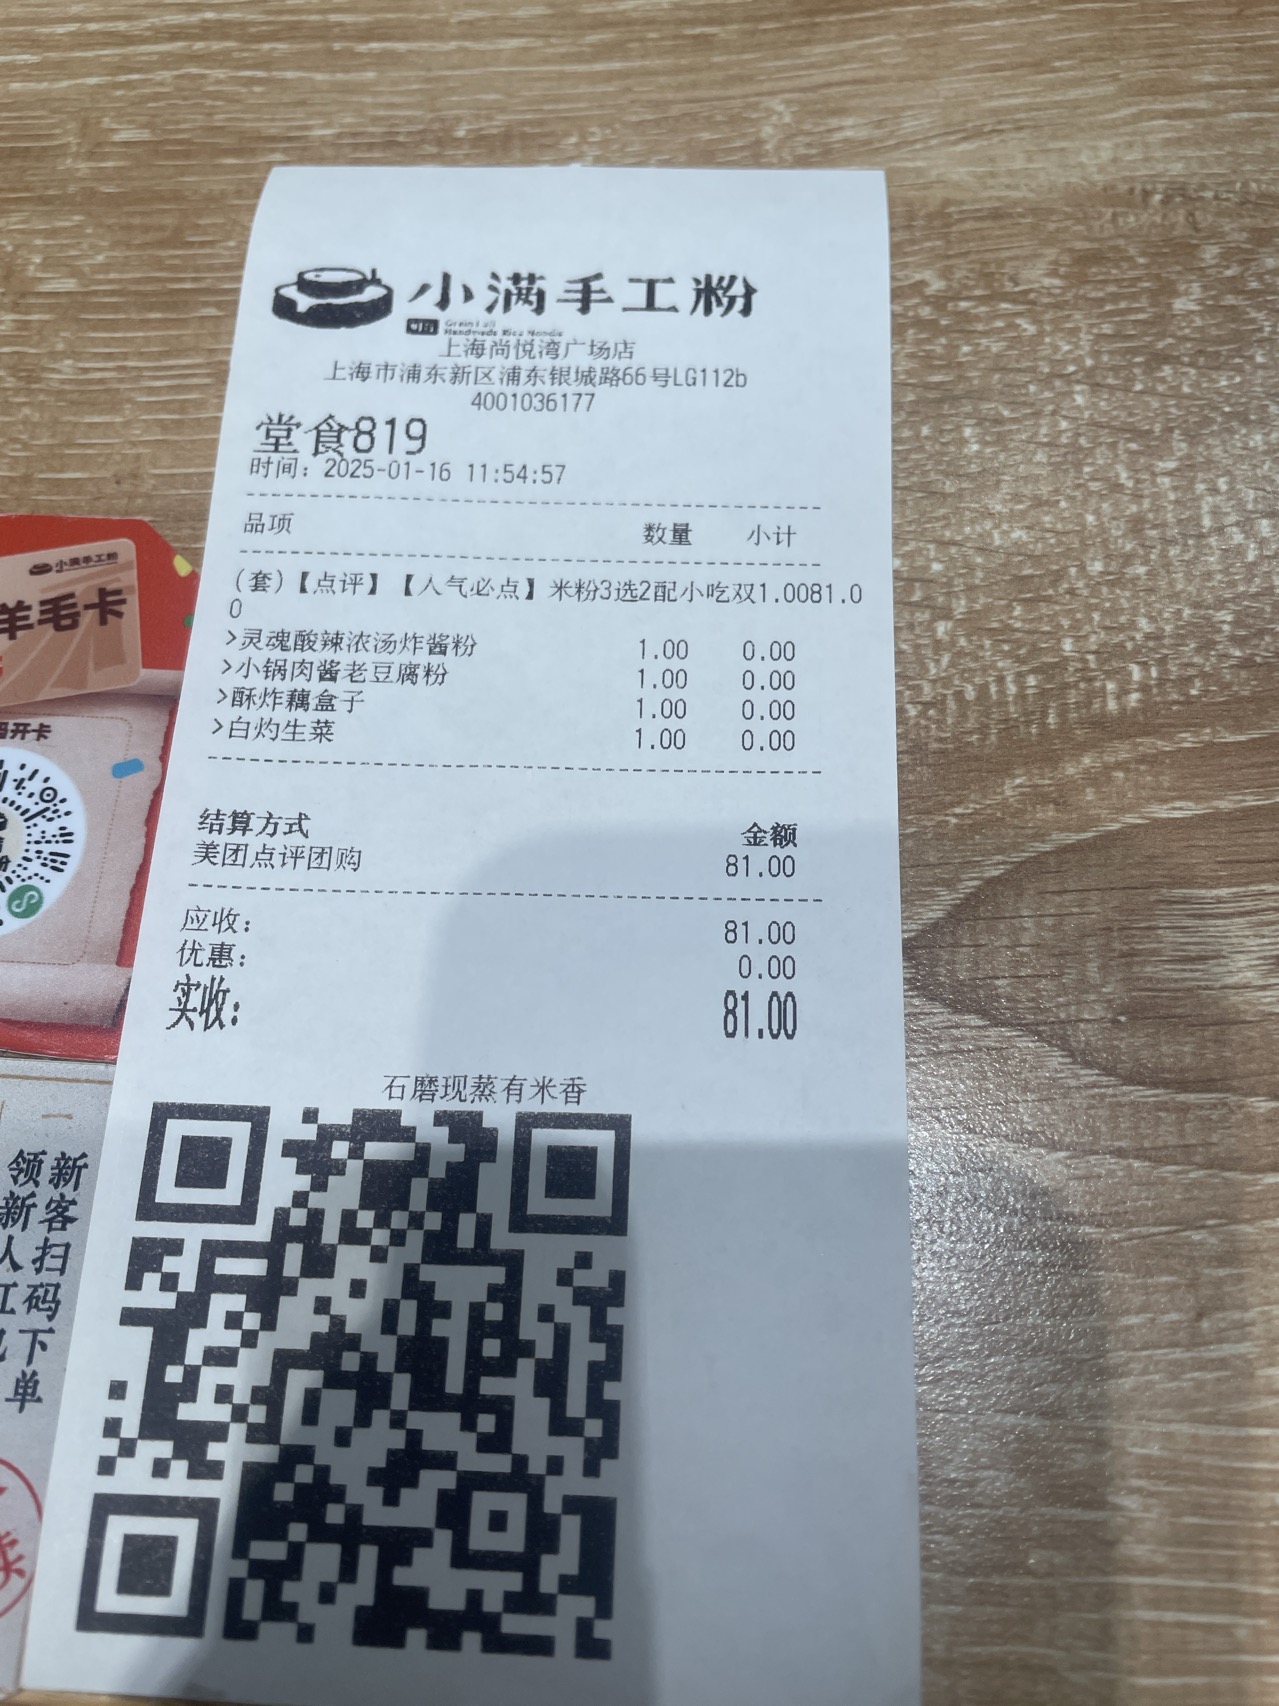 小满手工粉
Handmade Rice Noodle
上海尚悦湾广场店
上海市浦东新区浦东银城路66号LG112b
4001036177
堂食819
时间：2025-01-16 11:54:57
品项 数量 小计
(套)【点评】【人气必点】米粉3选2配小吃双1.0081.0
0
>灵魂酸辣浓汤炸酱粉 1.00 0.00
>小锅肉酱老豆腐粉 1.00 0.00
>酥炸藕盒子 1.00 0.00
>白灼生菜 1.00 0.00
结算方式 金额
美团点评团购 81.00
应收： 81.00
优惠： 0.00
实收： 81.00
石磨现蒸有米香
小满手工粉
羊毛卡
开卡
新客扫码下单
领新人